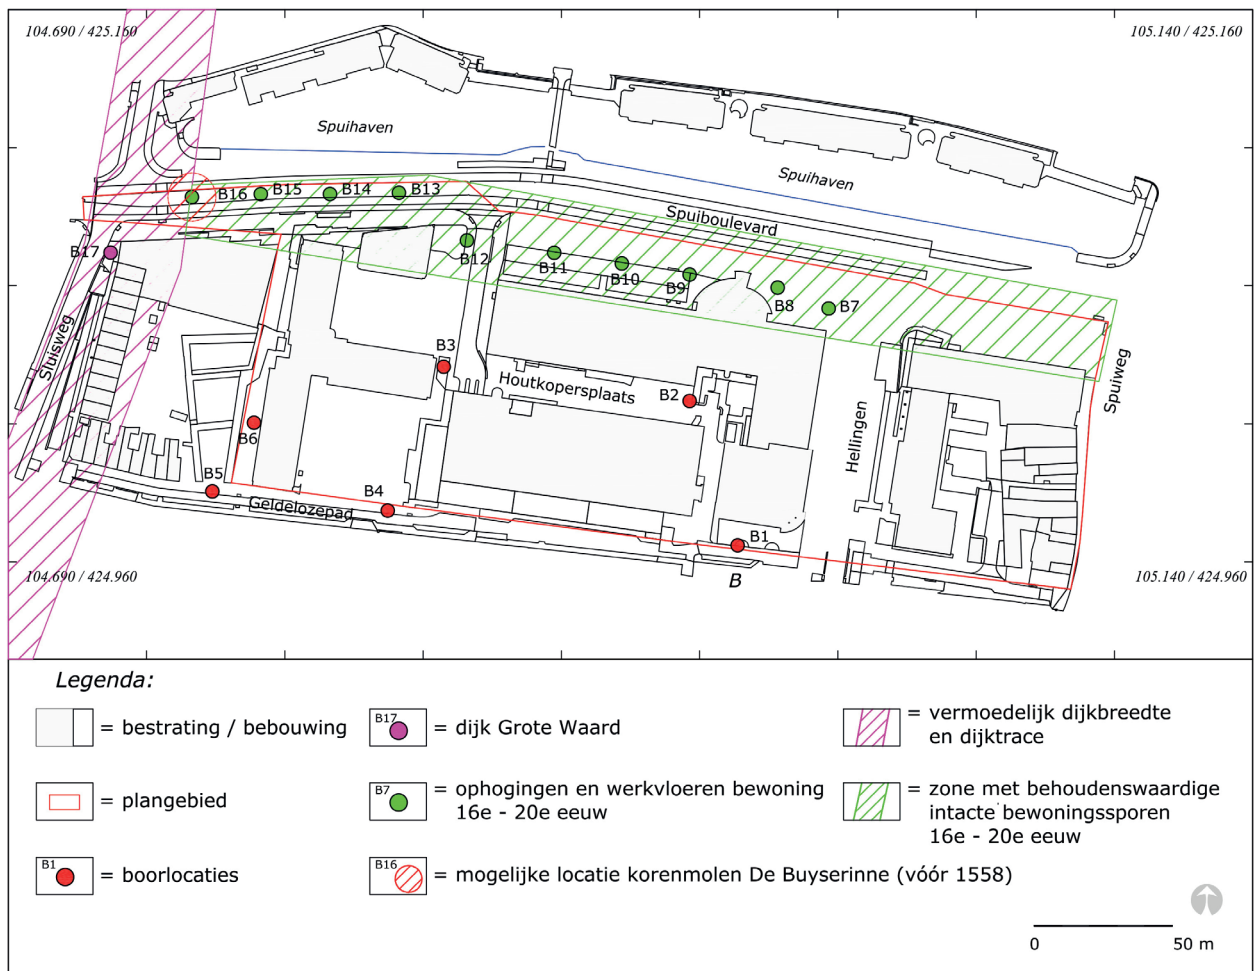 104.690 / 425.160
105.140 / 425.160
Spuihaven
Spuihaven
B16
B15
B14
B13
Spuiboulevard
B17
B12
B11
B10
B9
B8
B7
Sluisweg
B3
Houtkopersplaats
B2
Spuiweg
B6
Hellingen
B5
B4
Geldelozepad
B1
B
104.690 / 424.960
105.140 / 424.960
Legenda:
= bestrating / bebouwing
B17
= dijk Grote Waard
= vermoedelijk dijkbreedte
en dijktrace
= plangebied
B7
= ophogingen en werkvloeren bewoning
16e - 20e eeuw
= zone met behoudenswaardige
intacte bewoningssporen
16e - 20e eeuw
B1
= boorlocaties
B16
= mogelijke locatie korenmolen De Buyserinne (vóór 1558)
0 50 m